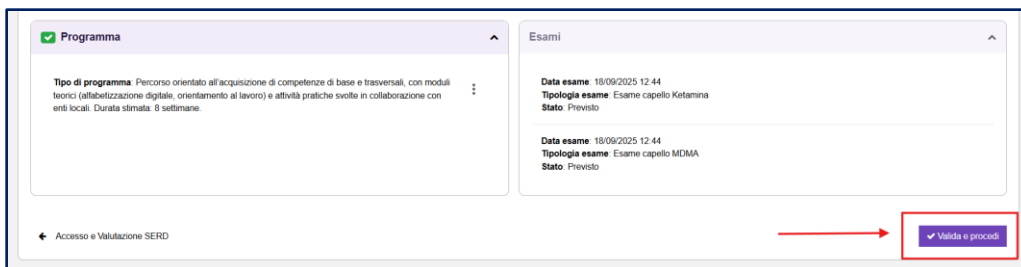 Programma
Tipo di programma: Percorso orientato all'acquisizione di competenze di base e trasversali, con moduli
teorici (alfabetizzazione digitale, orientamento al lavoro) e attività pratiche svolte in collaborazione con
enti locali. Durata stimata: 8 settimane.
Esami
Data esame: 18/09/2025 12:44
Tipologia esame: Esame capello Ketamina
Stato: Previsto
Data esame: 18/09/2025 12:44
Tipologia esame: Esame capello MDMA
Stato: Previsto
Accesso e Valutazione SERD
Valida e procedi